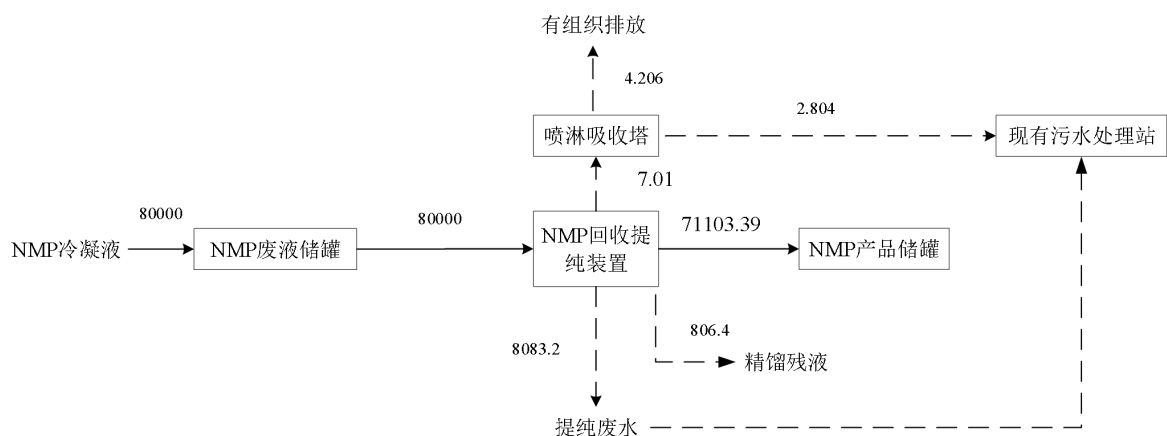 有组织排放
4.206
2.804
喷淋吸收塔
现有污水处理站
7.01
80000
80000
71103.39
NMP冷凝液
NMP废液储罐
NMP回收提
纯装置
NMP产品储罐
806.4
8083.2
精馏残液
提纯废水